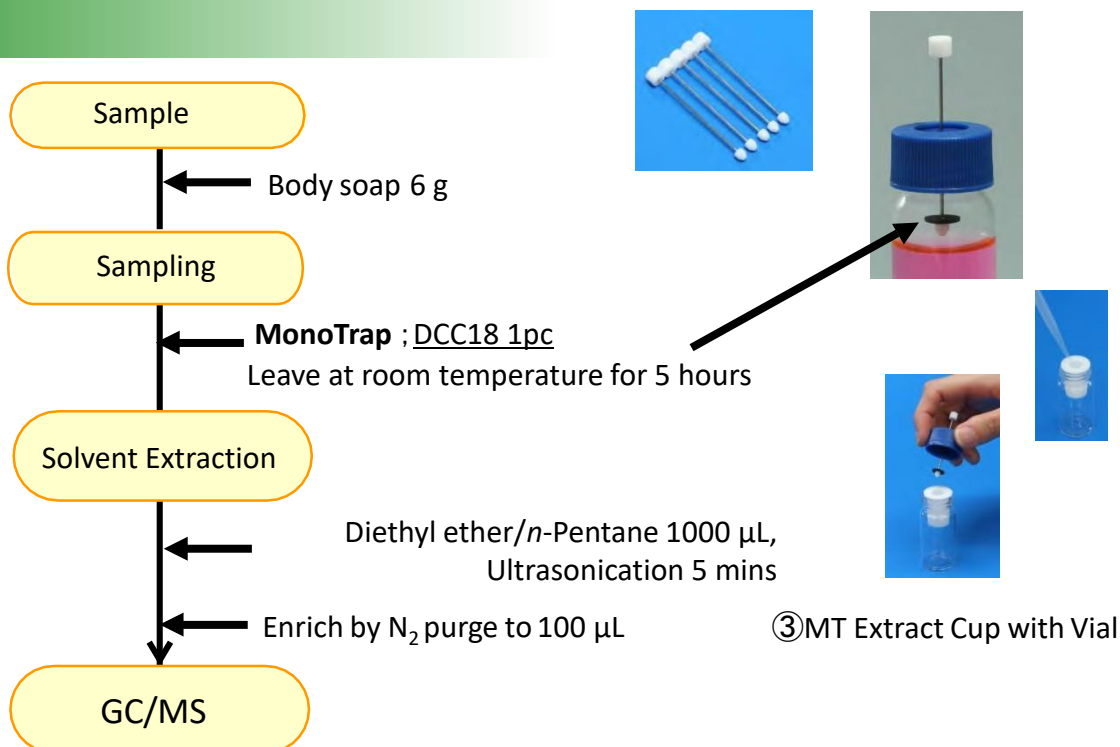 Sample
Body soap 6 g
Sampling
MonoTrap ; DCC18 1pc
Leave at room temperature for 5 hours
Solvent Extraction
Diethyl ether/n-Pentane 1000 μL,
Ultrasonication 5 mins
Enrich by N₂ purge to 100 μL
③MT Extract Cup with Vial
GC/MS